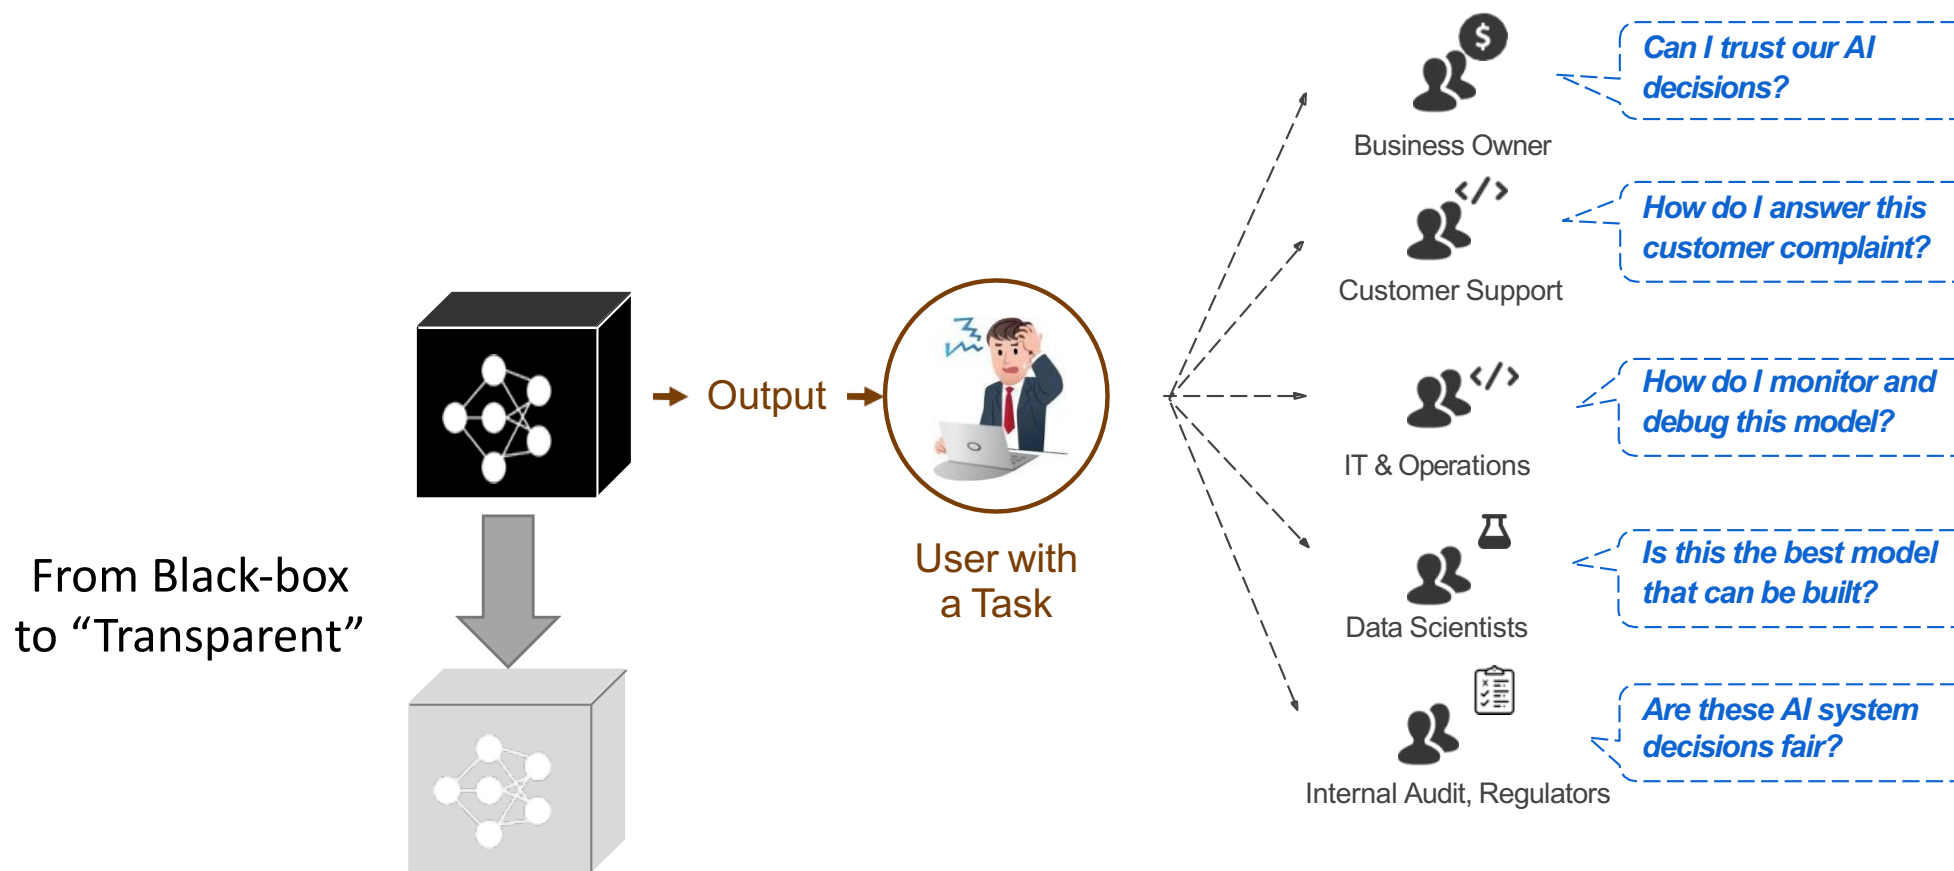 From Black-box
to “Transparent”
Output
User with
a Task
$
Business Owner
Can I trust our AI
decisions?
</>
Customer Support
How do I answer this
customer complaint?
</>
IT & Operations
How do I monitor and
debug this model?
Data Scientists
Is this the best model
that can be built?
Internal Audit, Regulators
Are these AI system
decisions fair?